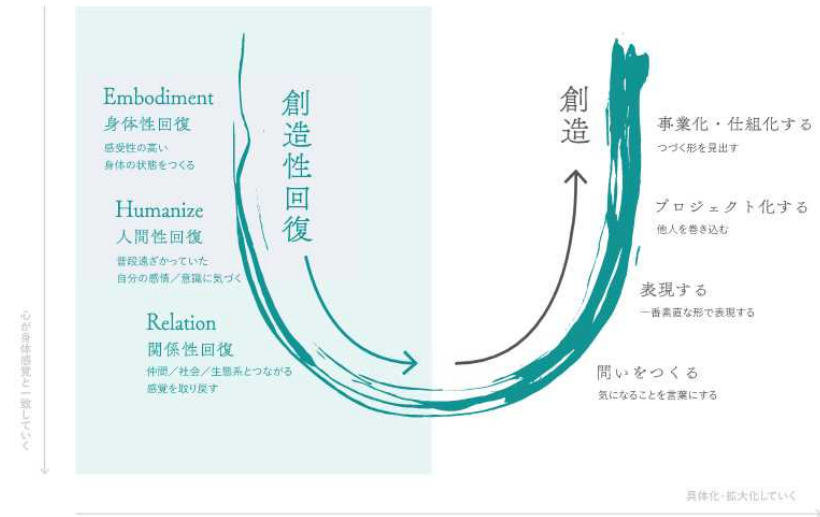 Embodiment
身体性回復
感受性の高い
身体の状態をつくる
Humanize
人間性回復
普段遠ざかっていた
自分の感情／意識に気づく
Relation
関係性回復
仲間／社会／生態系とつながる
感覚を取り戻す
創造性回復
創造
事業化・仕組化する
つづく形を見出す
プロジェクト化する
他人を巻き込む
表現する
一番素直な形で表現する
問いをつくる
気になることを言葉にする
心が身体感覚と一致していく
具体化・拡大化していく